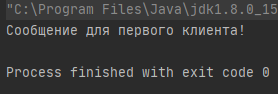 "C:\Program Files\Java\jdk1.8.0_15
Сообщение для первого клиента!
Process finished with exit code 0